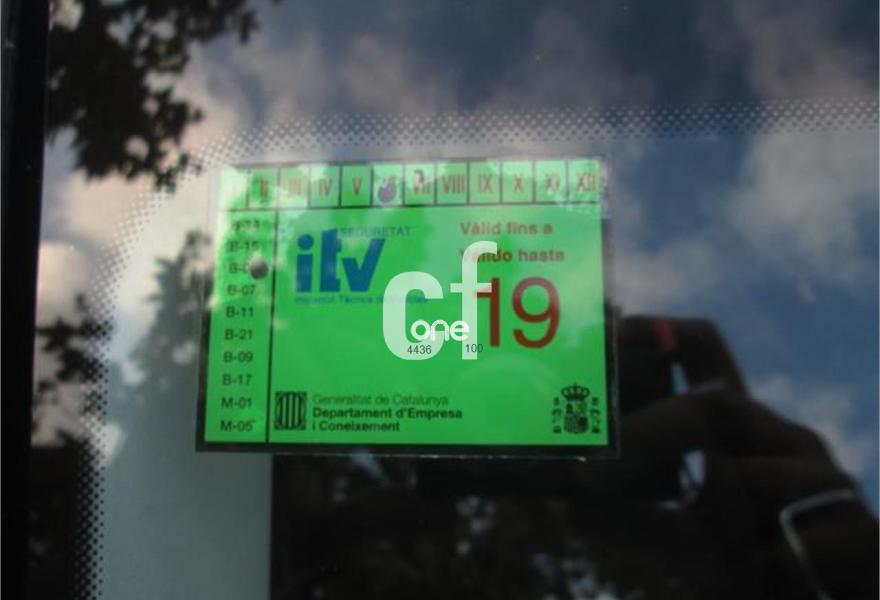 II III IV V VII VIII IX X XI XII
SEGURETAT
itv
Vàlid fins a
Válido hasta
19
B-15
B-07
B-11
B-21
B-09
B-17
M-01
M-05
cf
one
4436 100
Generalitat de Catalunya
Departament d'Empresa
i Coneixement